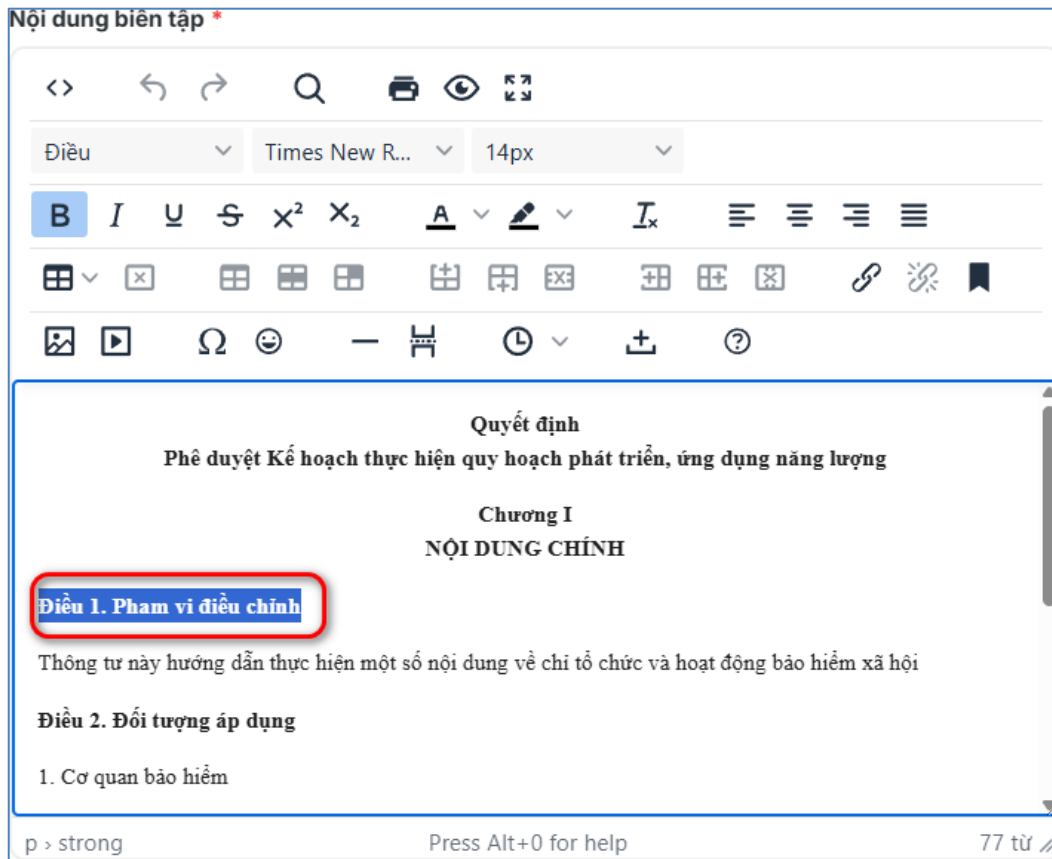 Nội dung biên tập *
Điều Times New R... 14px
B I U S X² X₂ A
Quyết định
Phê duyệt Kế hoạch thực hiện quy hoạch phát triển, ứng dụng năng lượng
Chương I
NỘI DUNG CHÍNH
Điều 1. Pham vi điều chỉnh
Thông tư này hướng dẫn thực hiện một số nội dung về chi tổ chức và hoạt động bảo hiểm xã hội
Điều 2. Đối tượng áp dụng
1. Cơ quan bảo hiểm
p › strong Press Alt+0 for help 77 từ